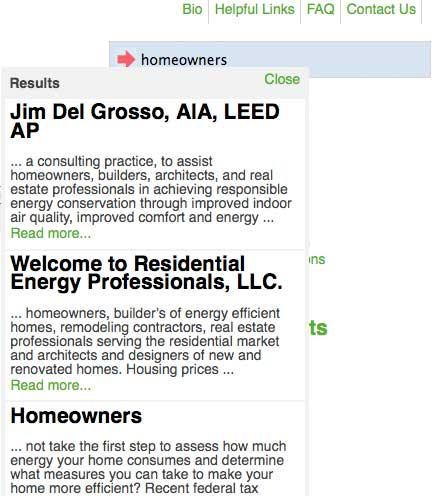 Bio Helpful Links FAQ Contact Us
homeowners
Results Close
Jim Del Grosso, AIA, LEED
AP
... a consulting practice, to assist
homeowners, builders, architects, and real
estate professionals in achieving responsible
energy conservation through improved indoor
air quality, improved comfort and energy ...
Read more...
ons
Welcome to Residential
Energy Professionals, LLC.
... homeowners, builder's of energy efficient
homes, remodeling contractors, real estate
ts
professionals serving the residential market
and architects and designers of new and
renovated homes. Housing prices ...
Read more...
Homeowners
... not take the first step to assess how much
energy your home consumes and determine
what measures you can take to make your
home more efficient? Recent federal tax